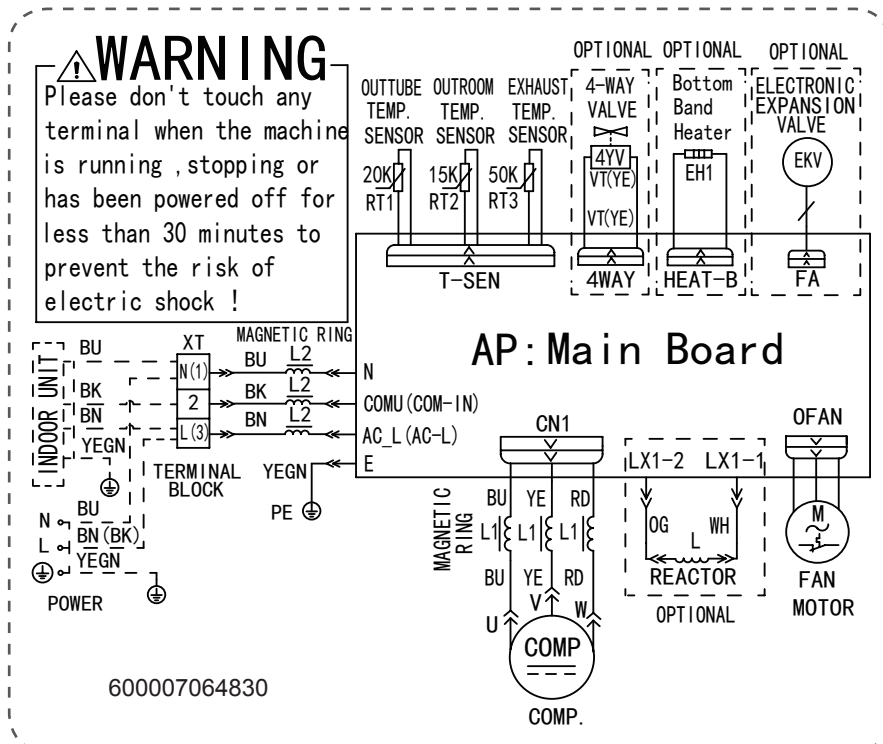 WARNING
Please don't touch any
terminal when the machine
is running ,stopping or
has been powered off for
less than 30 minutes to
prevent the risk of
electric shock !
OUTTUBE
TEMP.
SENSOR
OUTROOM
TEMP.
SENSOR
EXHAUST
TEMP.
SENSOR
20K
RT1
15K
RT2
50K
RT3
T-SEN
OPTIONAL
4-WAY
VALVE
4YV
VT(YE)
VT(YE)
4WAY
OPTIONAL
Bottom
Band
Heater
EH1
HEAT-B
OPTIONAL
ELECTRONIC
EXPANSION
VALVE
EKV
FA
AP:Main Board
INDOOR UNIT
BU
BK
BN
YEGN
XT
N(1)
2
L(3)
TERMINAL
BLOCK
MAGNETIC RING
BU L2
BK L2
BN L2
YEGN
PE
N
COMU(COM-IN)
AC_L(AC-L)
E
N
L
BU
BN(BK)
YEGN
POWER
CN1
MAGNETIC
RING
BU YE RD
L1 L1 L1
BU YE RD
U V W
COMP
COMP.
LX1-2 LX1-1
OG WH
L
REACTOR
OPTIONAL
OFAN
M
FAN
MOTOR
600007064830